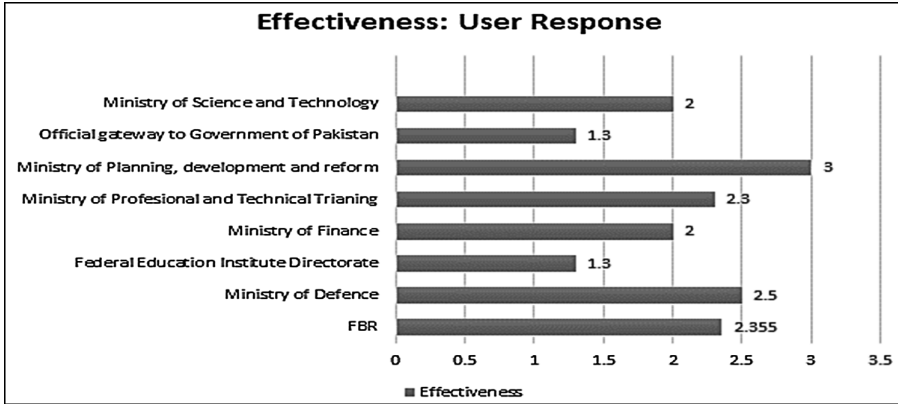 Effectiveness: User Response
Ministry of Science and Technology 2
Official gateway to Government of Pakistan 1.3
Ministry of Planning, development and reform 3
Ministry of Profesional and Technical Trianing 2.3
Ministry of Finance 2
Federal Education Institute Directorate 1.3
Ministry of Defence 2.5
FBR 2.355
0 0.5 1 1.5 2 2.5 3 3.5
Effectiveness